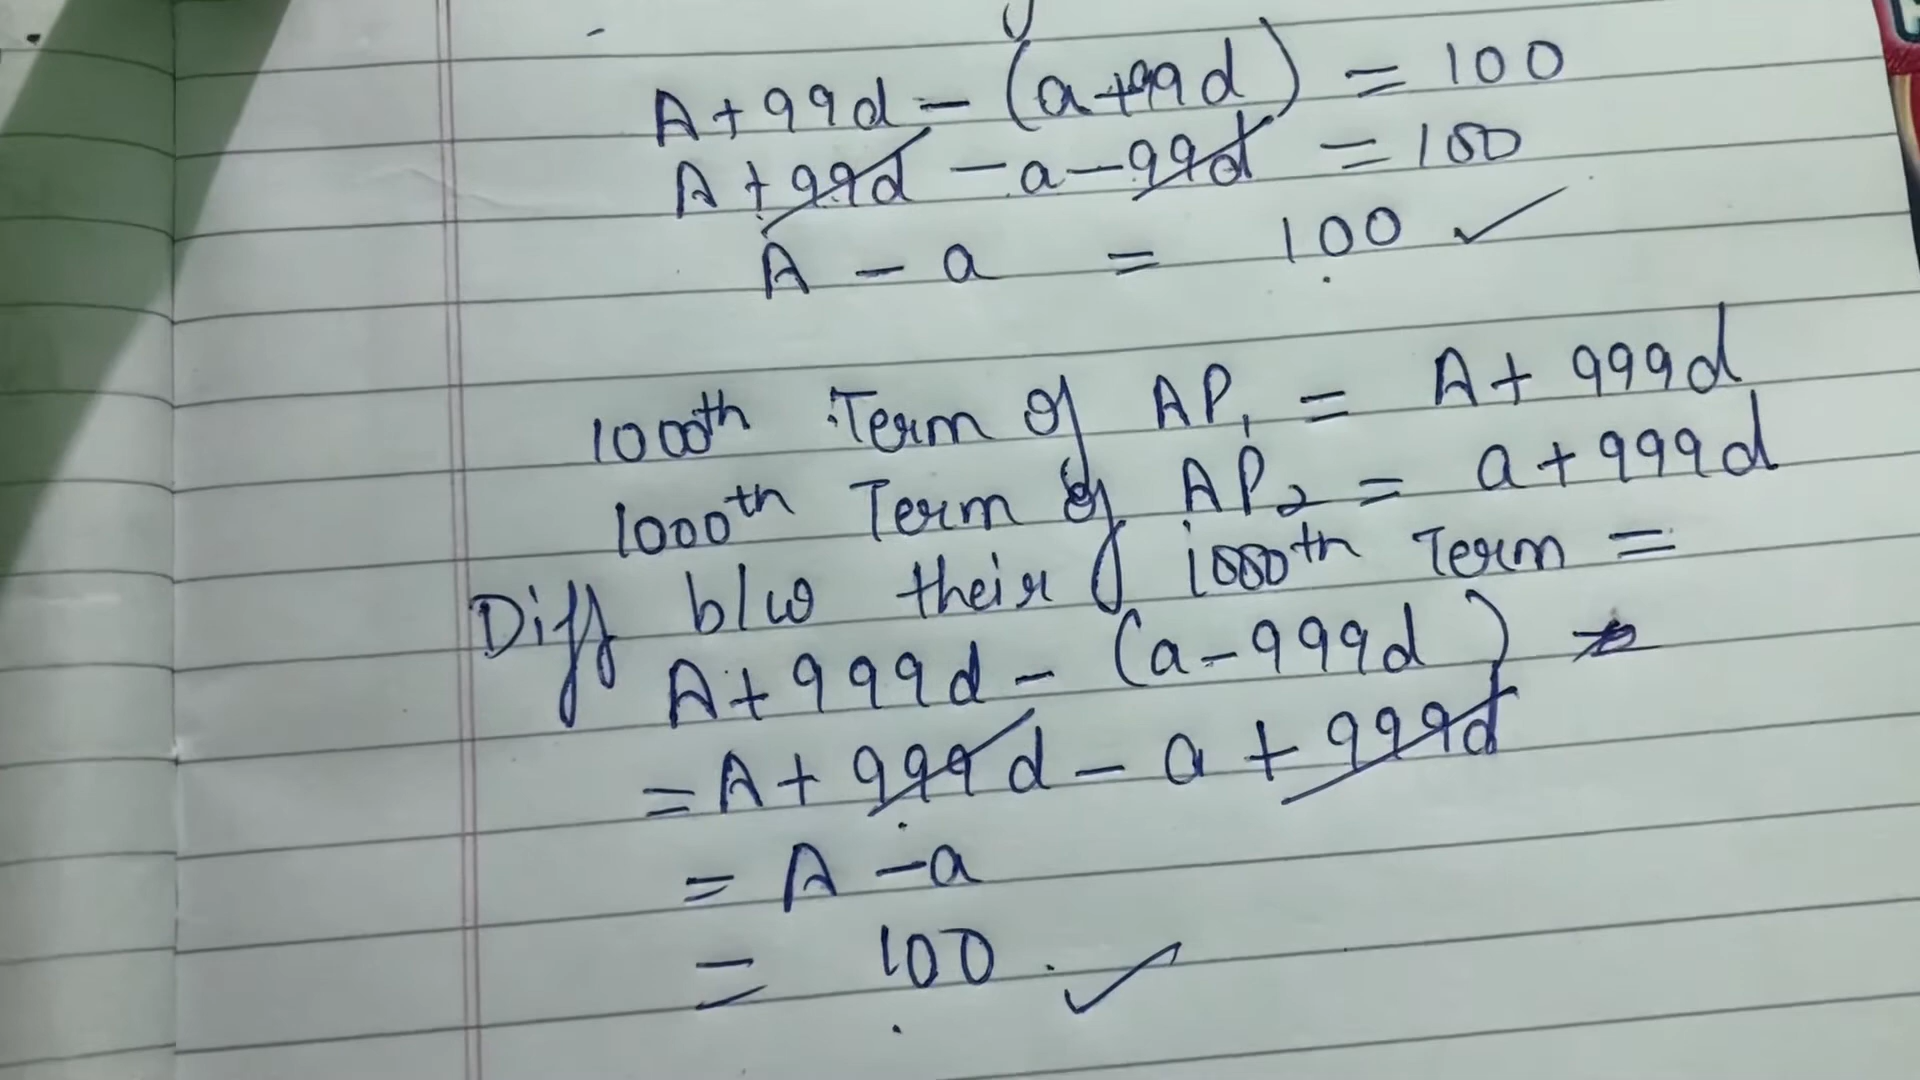 A + 99d - (a+99d) = 100
A + 99d - a - 99d = 100
A - a = 100 ✓
1000th Term of AP1 = A + 999d
1000th Term of AP2 = a + 999d
Diff b/w their 1000th Term =
A + 999d - (a - 999d)
= A + 999d - a + 999d
= A - a
= 100 ✓